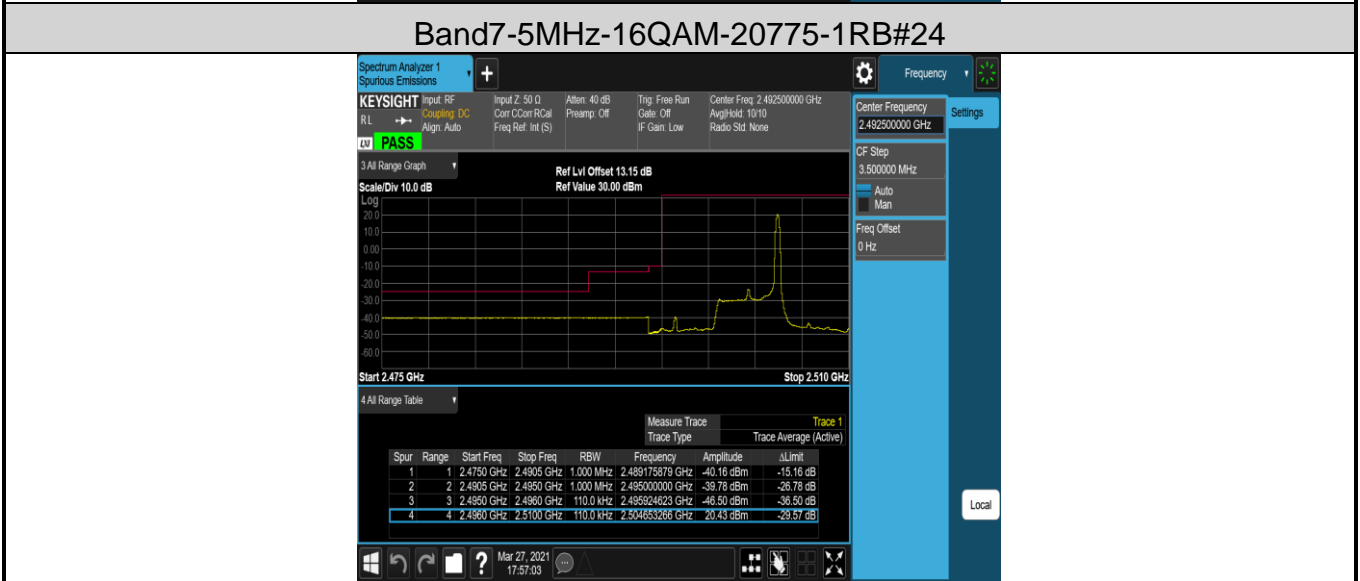 Band7-5MHz-16QAM-20775-1RB#24
Spectrum Analyzer 1
Spurious Emissions
+
Frequency
KEYSIGHT
RL
LXI
PASS
Input: RF
Coupling: DC
Align: Auto
Input Z: 50 Ω
Corr CCorr RCal
Freq Ref: Int (S)
Atten: 40 dB
Preamp: Off
Trig: Free Run
Gate: Off
IF Gain: Low
Center Freq: 2.492500000 GHz
Avg|Hold: 10/10
Radio Std: None
Center Frequency
2.492500000 GHz
Settings
CF Step
3.500000 MHz
Auto
Man
Freq Offset
0 Hz
3 All Range Graph
Ref Lvl Offset 13.15 dB
Scale/Div 10.0 dB
Ref Value 30.00 dBm
Log
20.0
10.0
0.00
-10.0
-20.0
-30.0
-40.0
-50.0
-60.0
Start 2.475 GHz Stop 2.510 GHz
4 All Range Table
Measure Trace Trace 1
Trace Type Trace Average (Active)
Spur Range Start Freq Stop Freq RBW Frequency Amplitude ΔLimit
1 1 2.4750 GHz 2.4905 GHz 1.000 MHz 2.489175879 GHz -40.16 dBm -15.16 dB
2 2 2.4905 GHz 2.4950 GHz 1.000 MHz 2.495000000 GHz -39.78 dBm -26.78 dB
3 3 2.4950 GHz 2.4960 GHz 110.0 kHz 2.495924623 GHz -46.50 dBm -36.50 dB
4 4 2.4960 GHz 2.5100 GHz 110.0 kHz 2.504653266 GHz 20.43 dBm -29.57 dB
Local
?
Mar 27, 2021
17:57:03